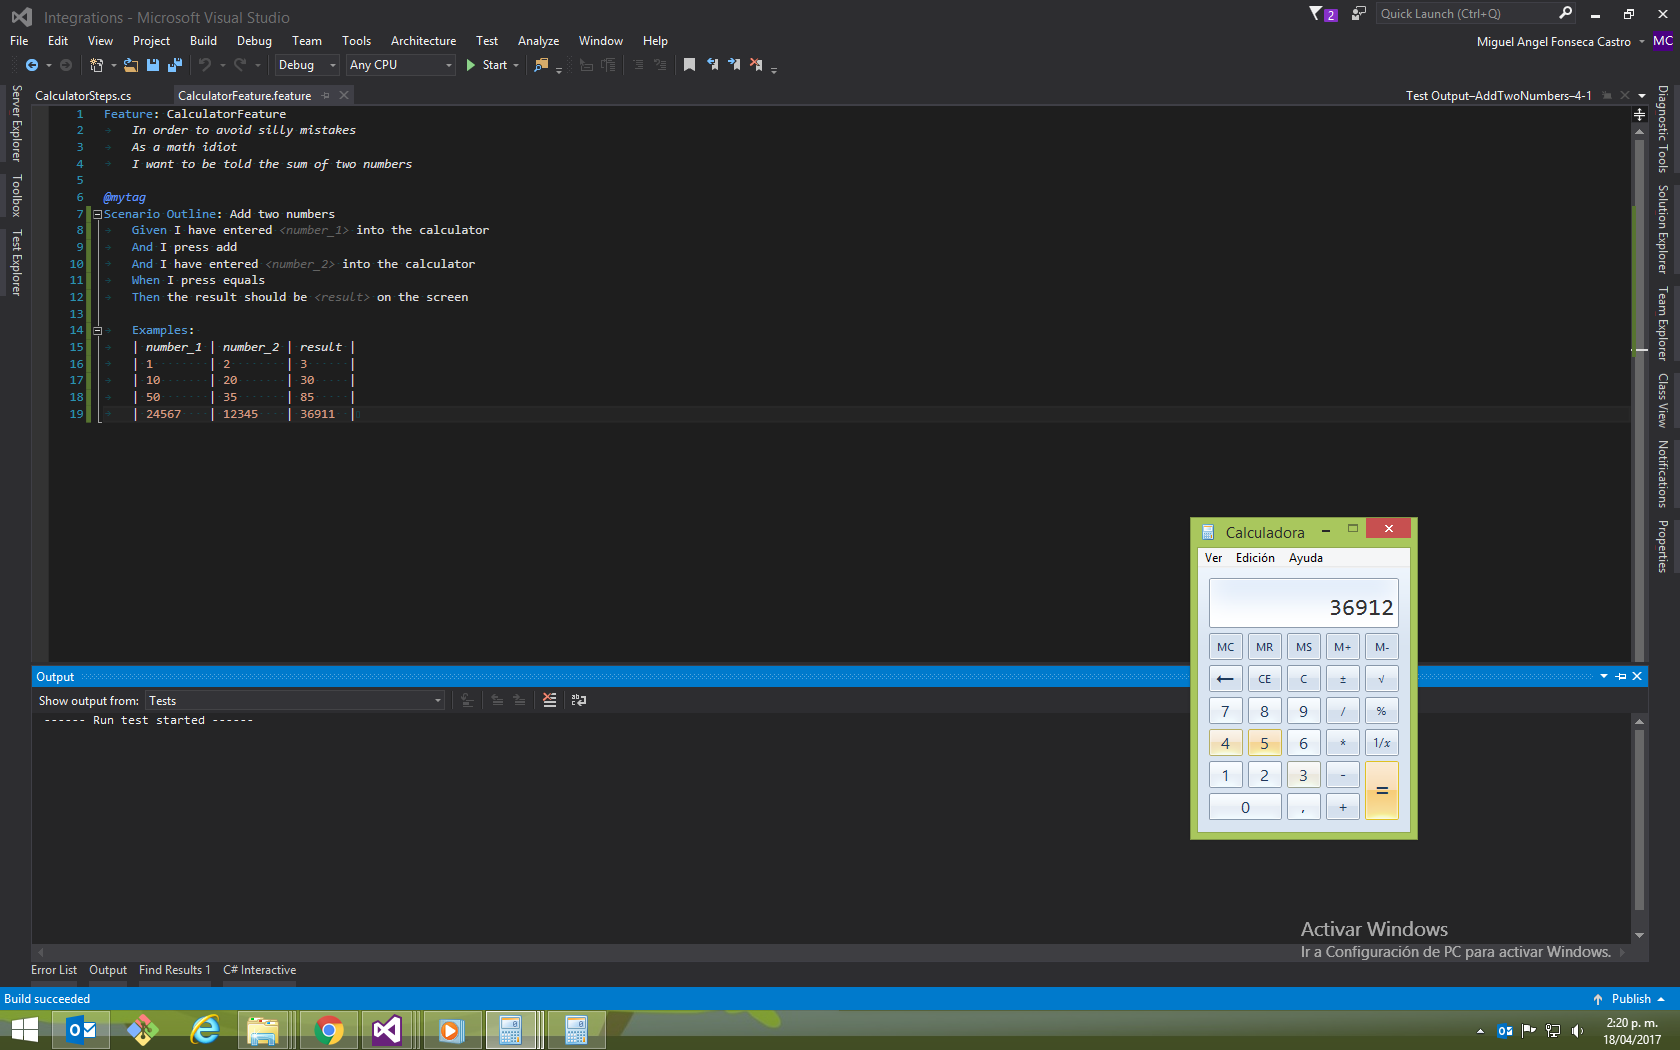 Integrations - Microsoft Visual Studio
2
Quick Launch (Ctrl+Q)
File Edit View Project Build Debug Team Tools Architecture Test Analyze Window Help
Miguel Angel Fonseca Castro MC
Debug Any CPU Start
CalculatorSteps.cs CalculatorFeature.feature
Test Output–AddTwoNumbers–4-1
Server Explorer
Toolbox
Test Explorer
1 Feature: CalculatorFeature
2 In order to avoid silly mistakes
3 As a math idiot
4 I want to be told the sum of two numbers
5
6 @mytag
7 Scenario Outline: Add two numbers
8 Given I have entered <number_1> into the calculator
9 And I press add
10 And I have entered <number_2> into the calculator
11 When I press equals
12 Then the result should be <result> on the screen
13
14 Examples:
15 | number_1 | number_2 | result |
16 | 1 | 2 | 3 |
17 | 10 | 20 | 30 |
18 | 50 | 35 | 85 |
19 | 24567 | 12345 | 36911 |
Diagnostic Tools
Solution Explorer
Team Explorer
Class View
Notifications
Properties
Calculadora
Ver Edición Ayuda
36912
MC MR MS M+ M-
← CE C ± √
7 8 9 / %
4 5 6 * 1/x
1 2 3 - =
0 , +
Output
Show output from: Tests
------ Run test started ------
Activar Windows
Ir a Configuración de PC para activar Windows.
Error List Output Find Results 1 C# Interactive
Build succeeded
Publish
2:20 p. m.
18/04/2017